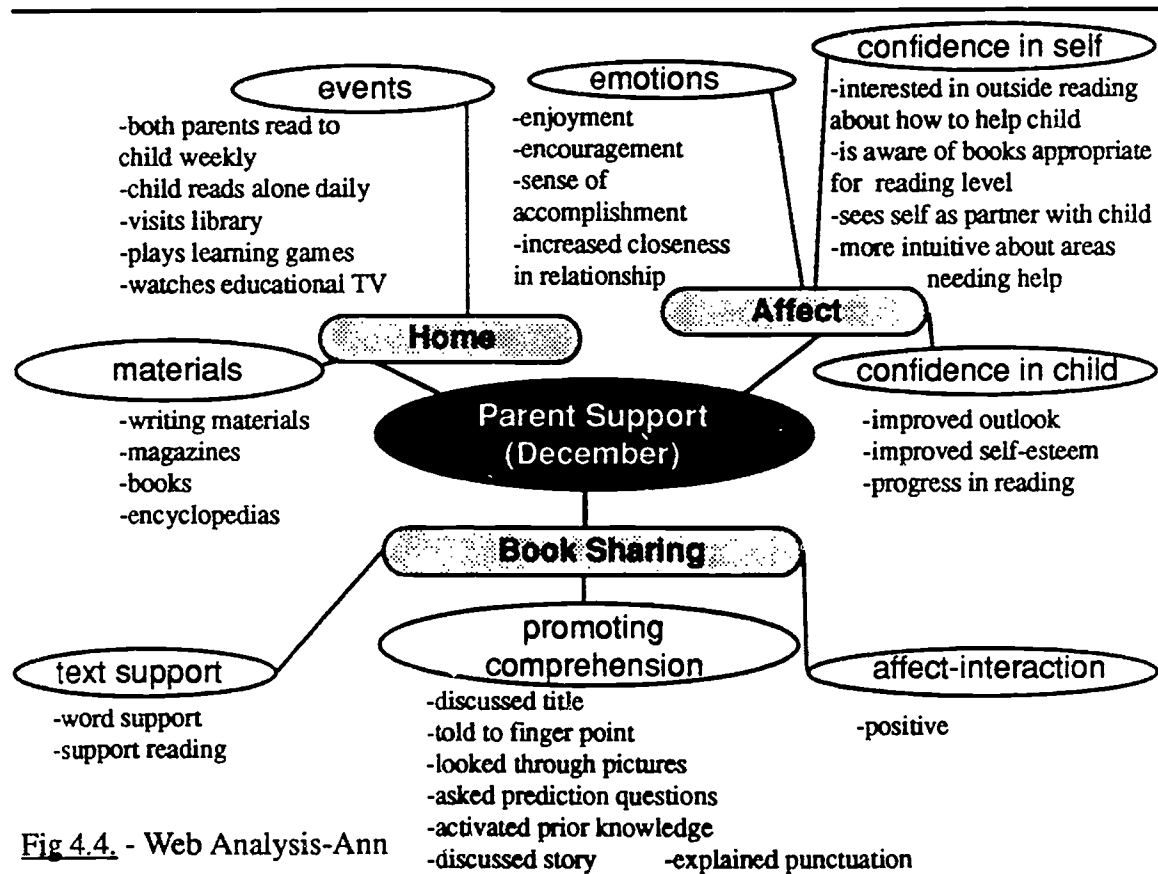 events
-both parents read to
child weekly
-child reads alone daily
-visits library
-plays learning games
-watches educational TV
emotions
-enjoyment
-encouragement
-sense of
accomplishment
-increased closeness
in relationship
confidence in self
-interested in outside reading
about how to help child
-is aware of books appropriate
for reading level
-sees self as partner with child
-more intuitive about areas
needing help
Home
Affect
materials
-writing materials
-magazines
-books
-encyclopedias
Parent Support
(December)
confidence in child
-improved outlook
-improved self-esteem
-progress in reading
Book Sharing
text support
-word support
-support reading
promoting
comprehension
-discussed title
-told to finger point
-looked through pictures
-asked prediction questions
-activated prior knowledge
-discussed story -explained punctuation
affect-interaction
-positive
Fig 4.4. - Web Analysis-Ann